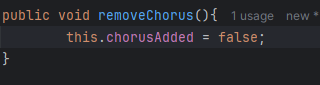 public void removeChorus(){ 1 usage new *
this.chorusAdded = false;
}